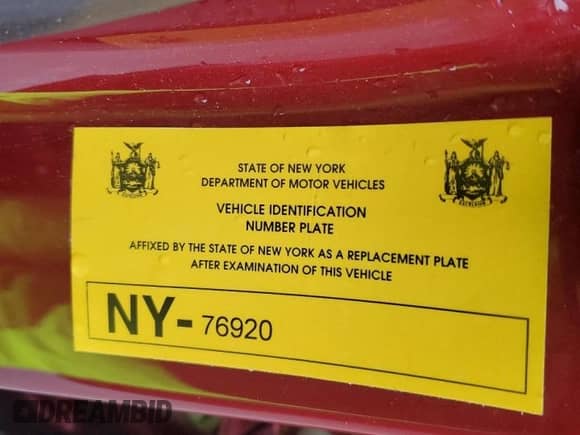 STATE OF NEW YORK
DEPARTMENT OF MOTOR VEHICLES
VEHICLE IDENTIFICATION
NUMBER PLATE
AFFIXED BY THE STATE OF NEW YORK AS A REPLACEMENT PLATE
AFTER EXAMINATION OF THIS VEHICLE
NY-76920
DREAMBID